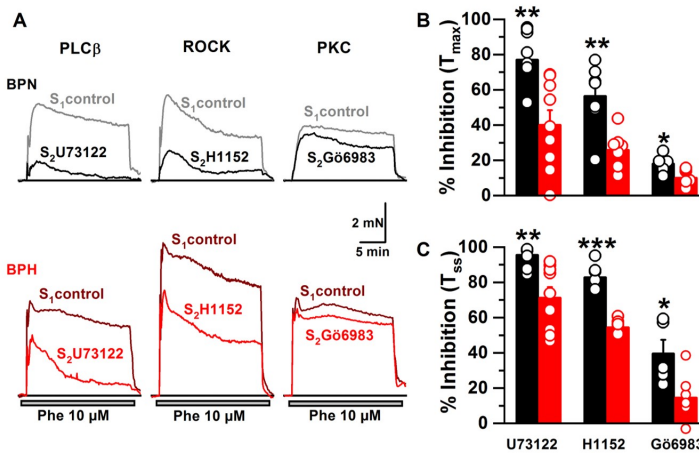 A
PLCβ ROCK PKC
BPN
S1control S1control S1control
S2U73122 S2H1152 S2Gö6983
2 mN
5 min
BPH
S1control S1control S1control
S2U73122 S2H1152 S2Gö6983
Phe 10 µM Phe 10 µM Phe 10 µM
B
% Inhibition (Tmax)
100
80
60
40
20
0
** ** *
C
% Inhibition (Tss)
100
80
60
40
20
0
** *** *
U73122 H1152 Gö6983